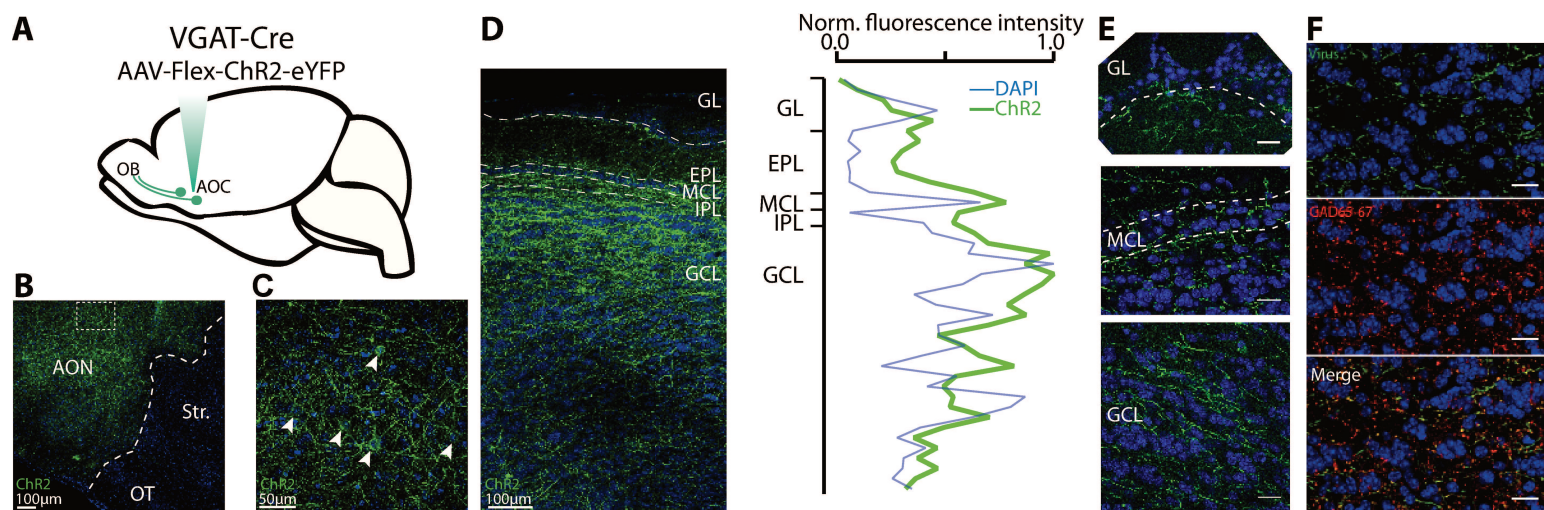 A
VGAT-Cre
AAV-Flex-ChR2-eYFP
OB
AOC
B
AON
Str.
OT
ChR2
100µm
C
50µm
D
GL
EPL
MCL
IPL
GCL
ChR2
100µm
Norm. fluorescence intensity
0.0
1.0
DAPI
ChR2
GL
EPL
MCL
IPL
GCL
E
GL
MCL
GCL
F
Virus
GAD65-67
Merge